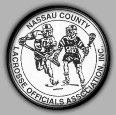 NASSAU COUNTY
LACROSSE OFFICIALS ASSOCIATION, INC.